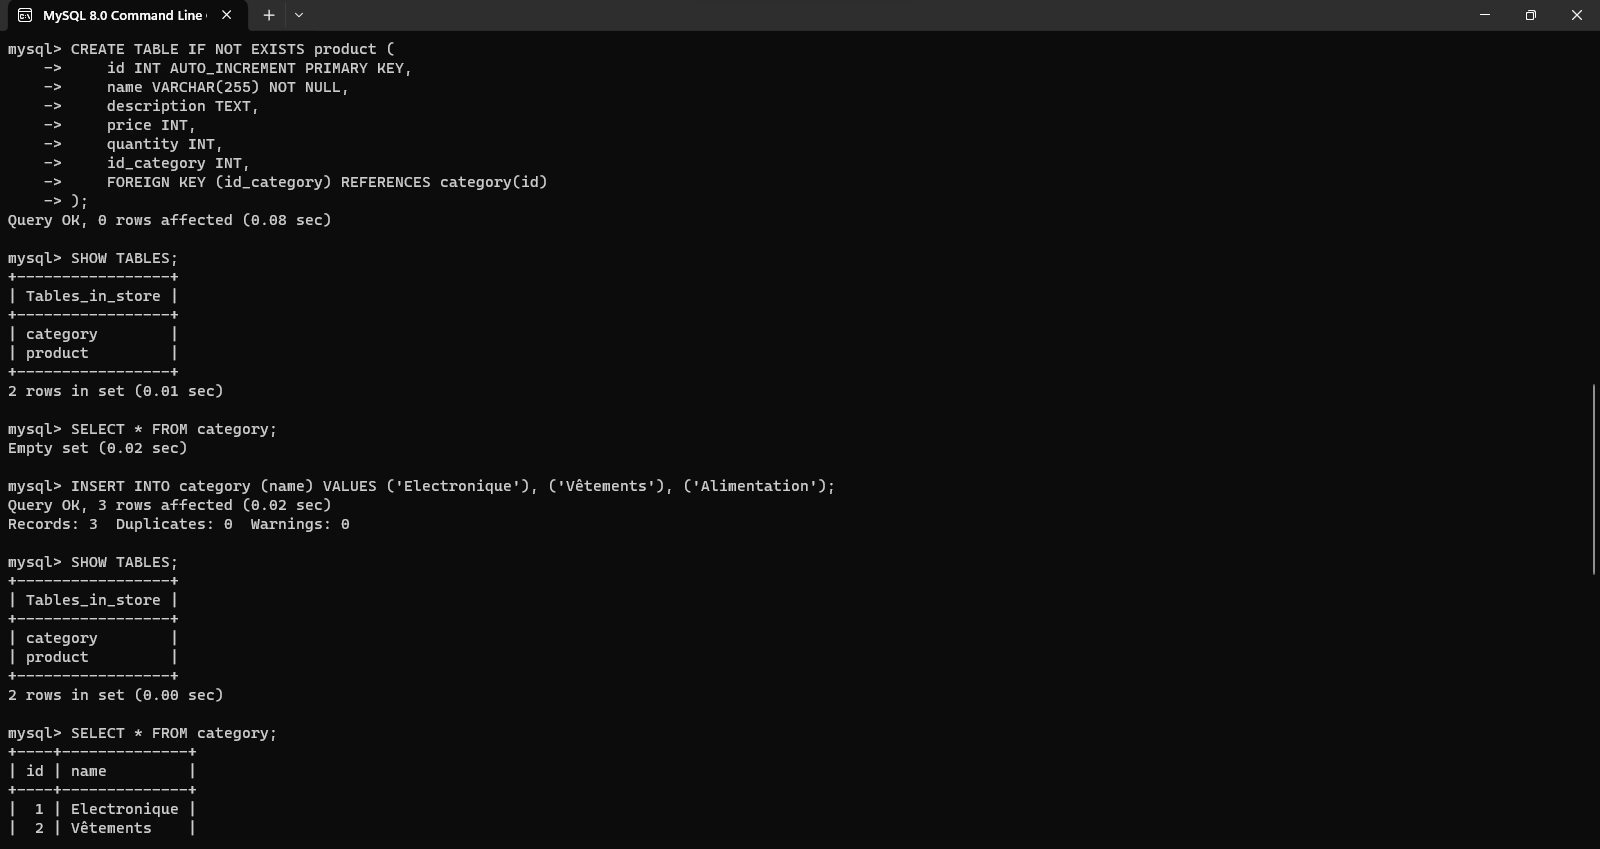 MySQL 8.0 Command Line
mysql> CREATE TABLE IF NOT EXISTS product (
    ->     id INT AUTO_INCREMENT PRIMARY KEY,
    ->     name VARCHAR(255) NOT NULL,
    ->     description TEXT,
    ->     price INT,
    ->     quantity INT,
    ->     id_category INT,
    ->     FOREIGN KEY (id_category) REFERENCES category(id)
    -> );
Query OK, 0 rows affected (0.08 sec)
mysql> SHOW TABLES;
+-----------------+
| Tables_in_store |
+-----------------+
| category        |
| product         |
+-----------------+
2 rows in set (0.01 sec)
mysql> SELECT * FROM category;
Empty set (0.02 sec)
mysql> INSERT INTO category (name) VALUES ('Electronique'), ('Vêtements'), ('Alimentation');
Query OK, 3 rows affected (0.02 sec)
Records: 3  Duplicates: 0  Warnings: 0
mysql> SHOW TABLES;
+-----------------+
| Tables_in_store |
+-----------------+
| category        |
| product         |
+-----------------+
2 rows in set (0.00 sec)
mysql> SELECT * FROM category;
+----+--------------+
| id | name         |
+----+--------------+
|  1 | Electronique |
|  2 | Vêtements    |